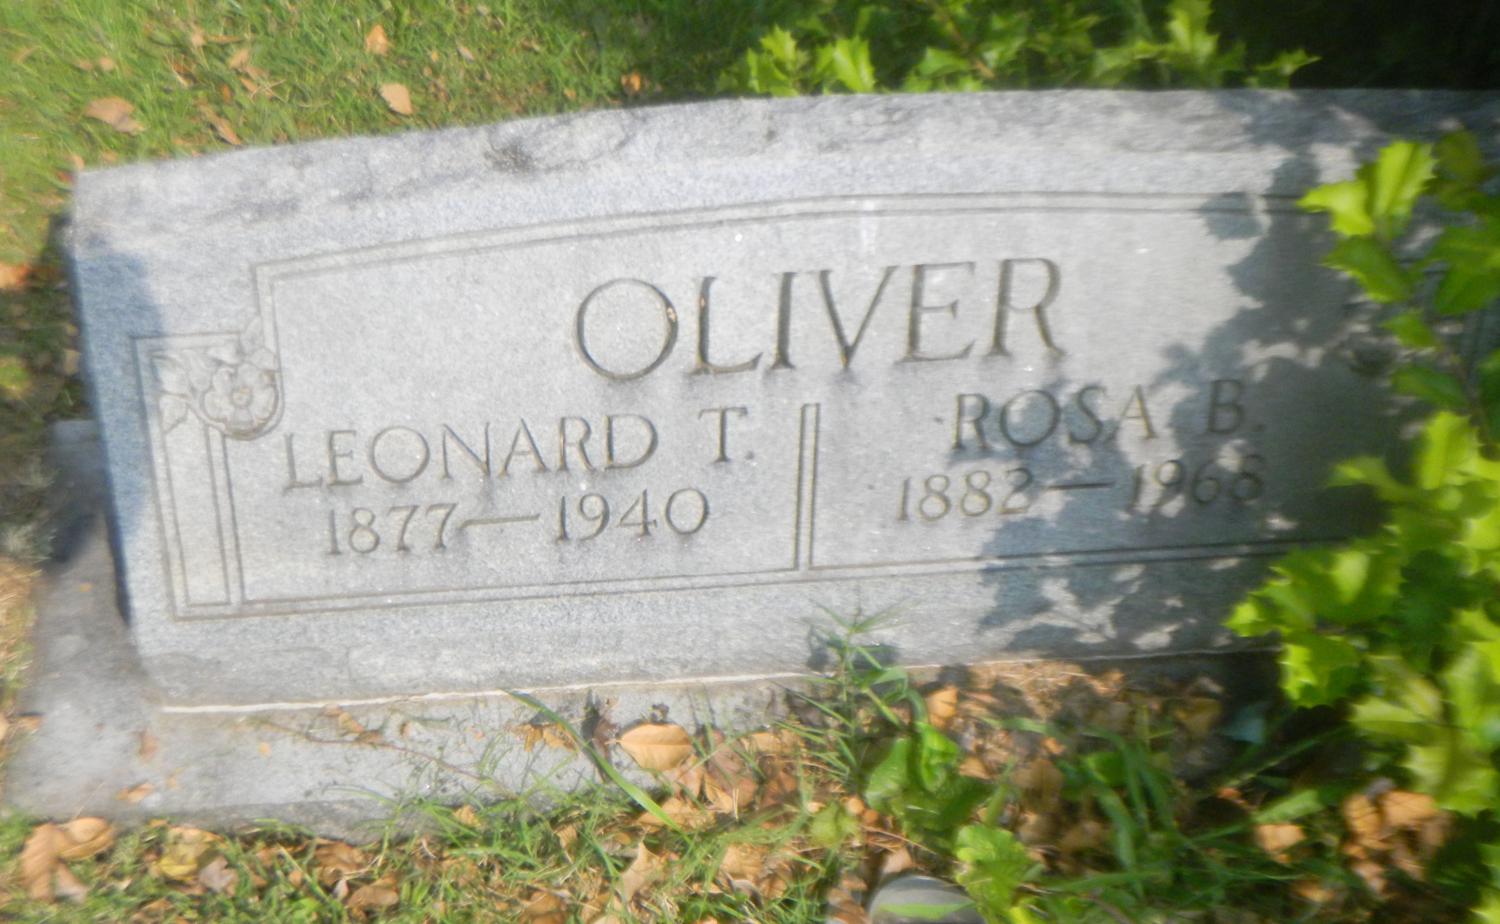 OLIVER
LEONARD T. ROSA B.
1877—1940 1882—1968